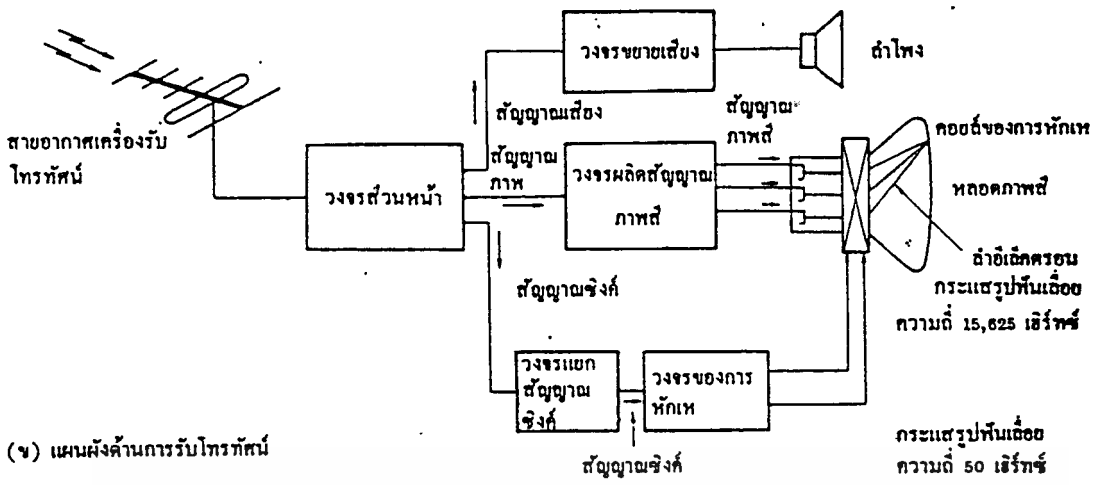 วงจรขยายเสียง
ลำโพง
สัญญาณเสียง
สัญญาณ
ภาพสี
คอยล์ของการหักเห
สายอากาศเครื่องรับ
โทรทัศน์
วงจรส่วนหน้า
สัญญาณ
ภาพ
วงจรผลิตสัญญาณ
ภาพสี
หลอดภาพสี
ลำอีเล็คตรอน
กระแสรูปฟันเลื่อย
ความถี่ 15,625 เฮิร์ทซ์
สัญญาณซิงค์
วงจรแยก
สัญญาณ
ซิงค์
วงจรของการ
หักเห
สัญญาณซิงค์
กระแสรูปฟันเลื่อย
ความถี่ 50 เฮิร์ทซ์
(ข) แผนผังด้านการรับโทรทัศน์